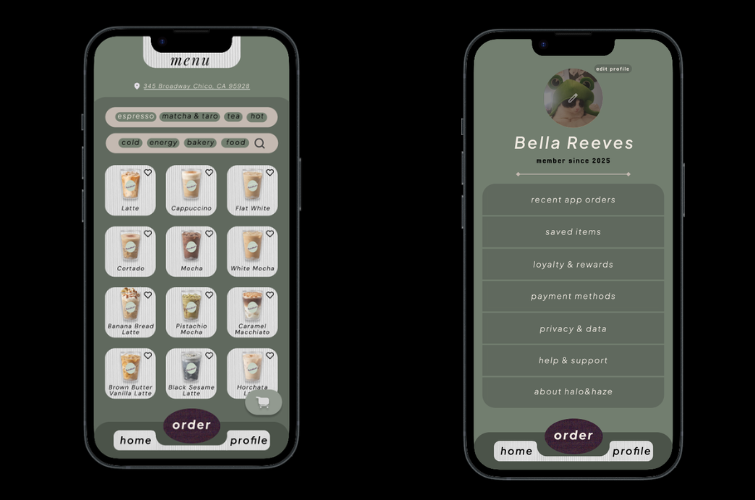 menu
345 Broadway Chico, CA, 95928
espresso matcha & taro tea hot
cold energy bakery food
Latte Cappuccino Flat White
Cortado Mocha White Mocha
Banana Bread Latte Pistachio Mocha Caramel Macchiato
Brown Butter Vanilla Latte Black Sesame Latte Horchata
order
home profile
edit profile
Bella Reeves
member since 2025
recent app orders
saved items
loyalty & rewards
payment methods
privacy & data
help & support
about halo&haze
order
home profile